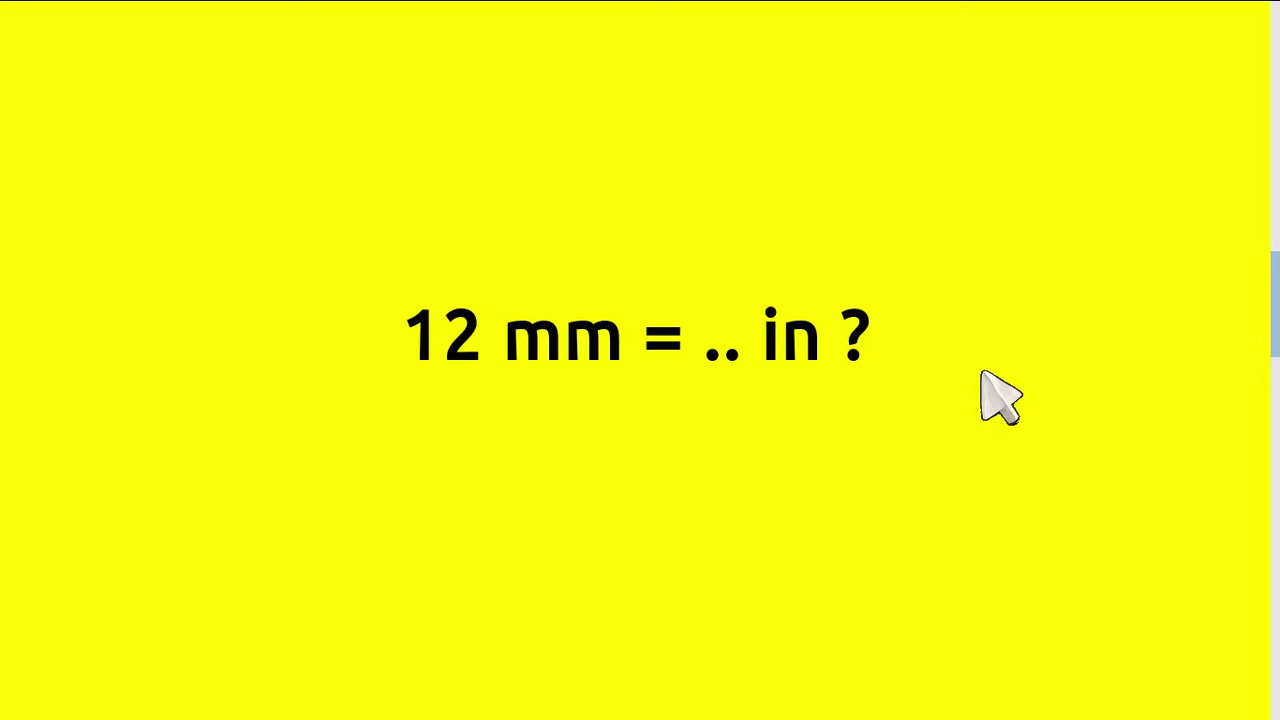 12 mm = .. in ?